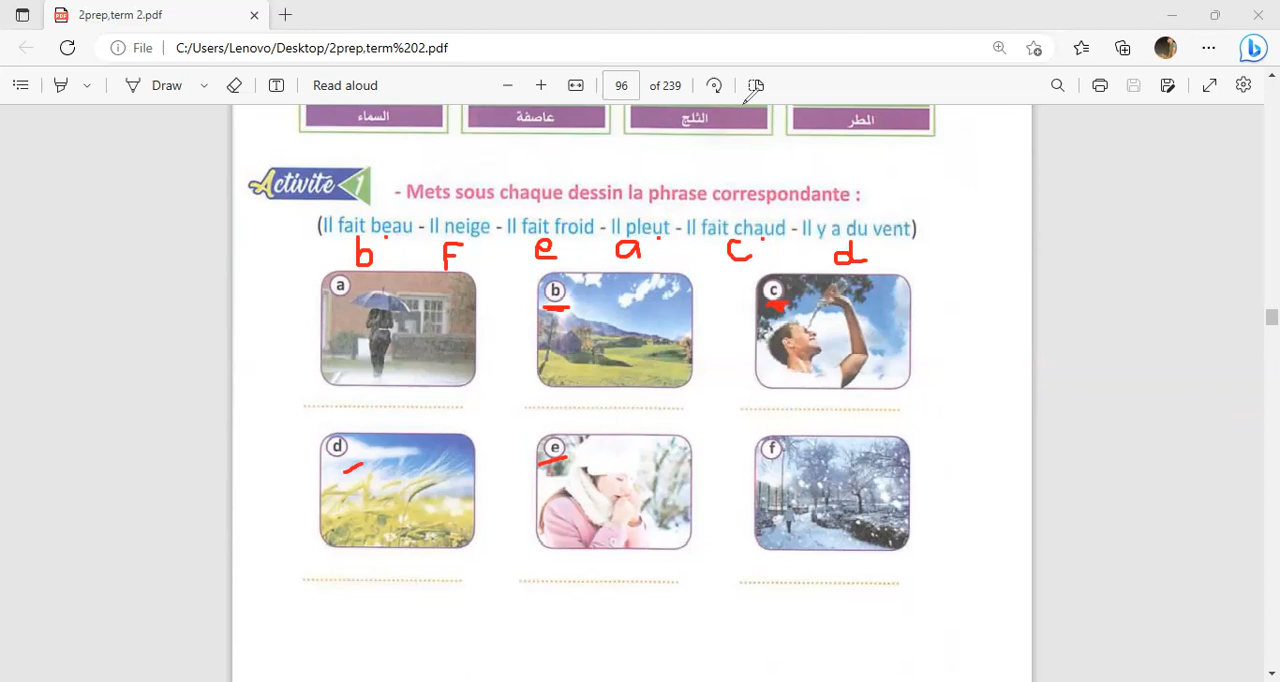 2prep,term 2.pdf
File
C:/Users/Lenovo/Desktop/2prep,term%202.pdf
Draw
Read aloud
96
of 239
السماء
عاصفة
الثلج
المطر
Activité 1
- Mets sous chaque dessin la phrase correspondante :
(Il fait beau - Il neige - Il fait froid - Il pleut - Il fait chaud - Il y a du vent)
b F e a c d
a
b
c
d
e
f